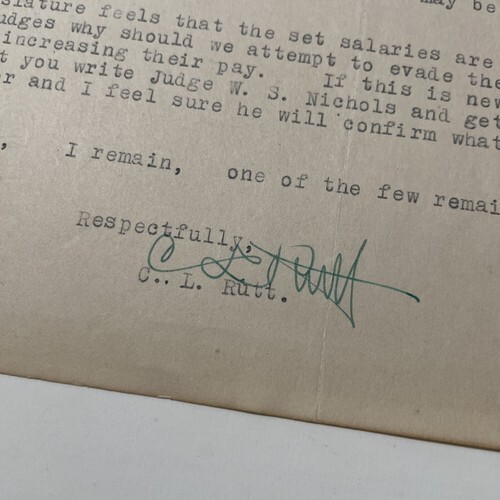 may be
islature feels that the set salaries are
udges why should we attempt to evade the
increasing their pay. If this is new
t you write Judge W. S. Nichols and get
r and I feel sure he will confirm what
, I remain, one of the few remai
Respectfully,
C L Rutt
C.. L. Rutt.